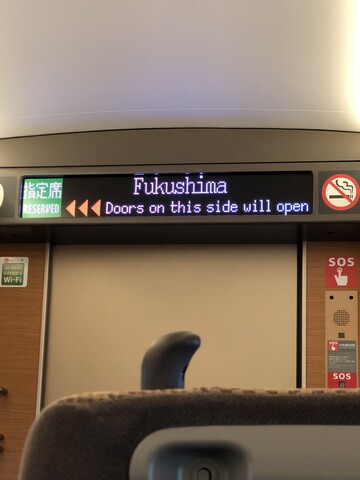 指定席
RESERVED
Fukushima
Doors on this side will open
SOS
Wi-Fi
SOS